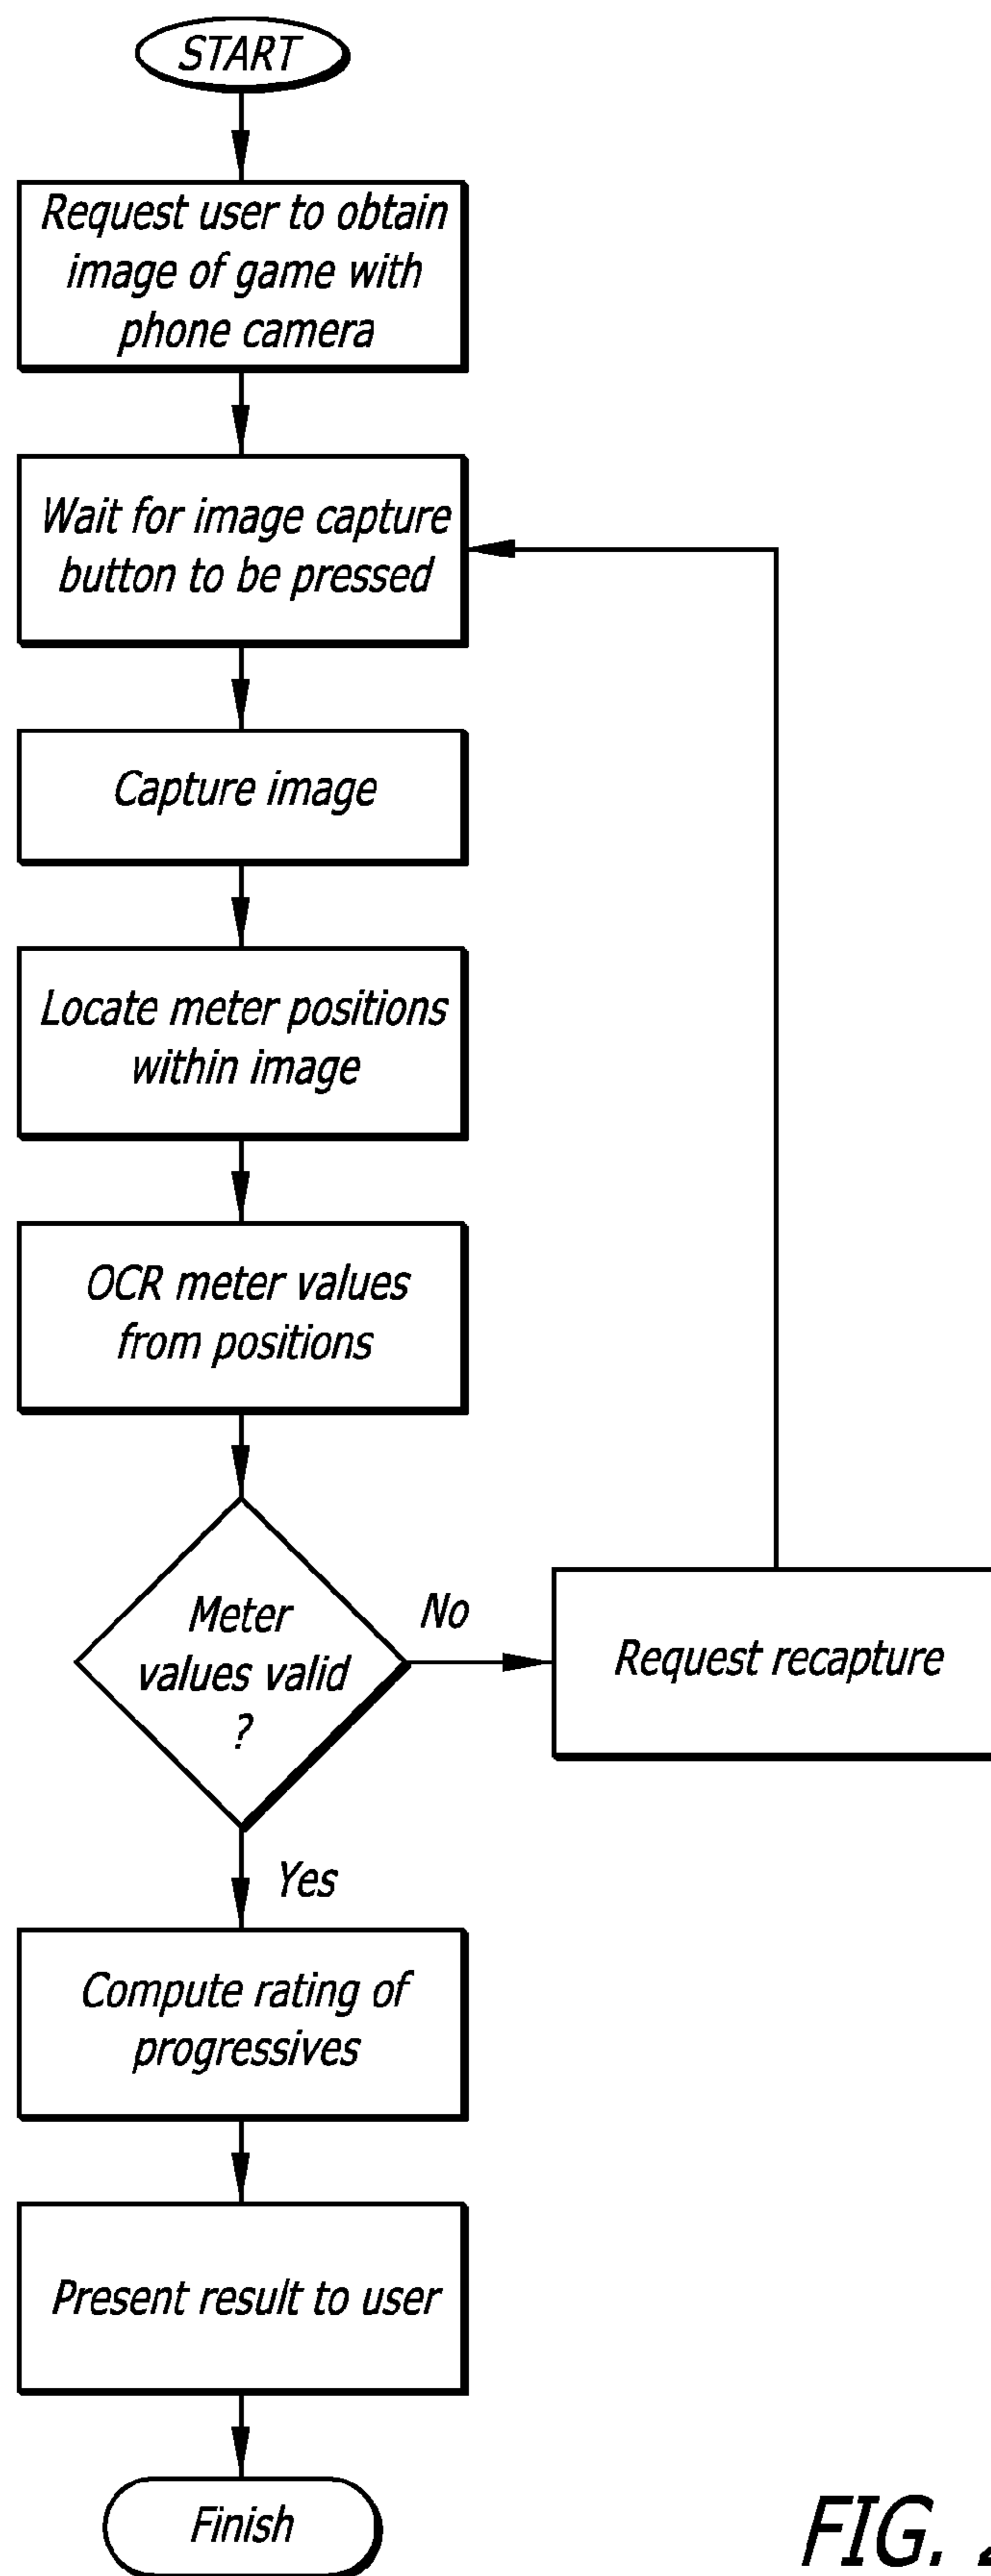 START
Request user to obtain
image of game with
phone camera
Wait for image capture
button to be pressed
Capture image
Locate meter positions
within image
OCR meter values
from positions
Meter
values valid
?
No
Request recapture
Yes
Compute rating of
progressives
Present result to user
Finish
FIG.